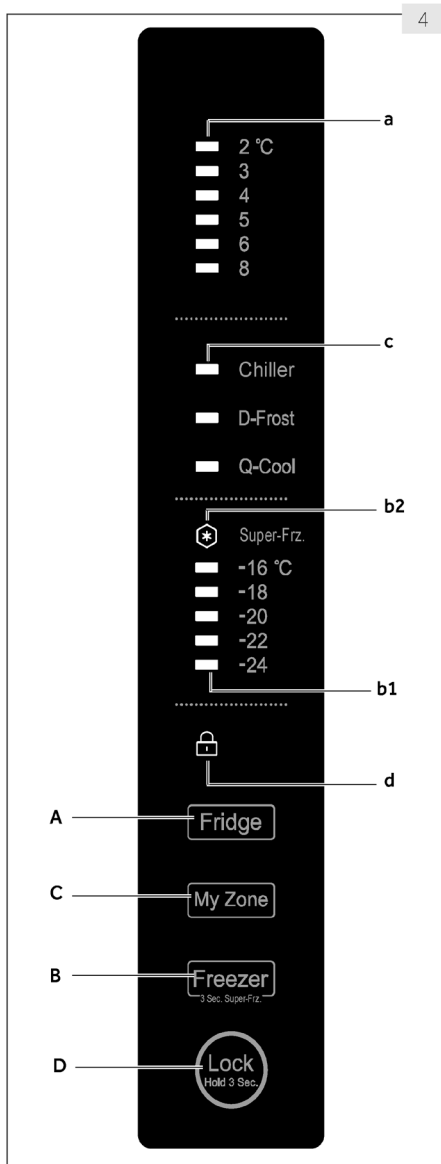 4
a
2 °C
3
4
5
6
8
c
Chiller
D-Frost
Q-Cool
b2
Super-Frz.
-16 °C
-18
-20
-22
-24
b1
d
A
Fridge
C
My Zone
B
Freezer
3 Sec. Super-Frz.
D
Lock
Hold 3 Sec.